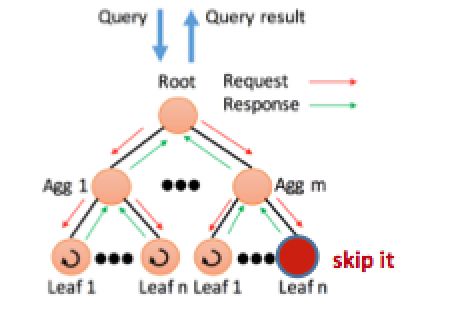 Query Query result
Root Request
Response
Agg 1 Agg m
skip it
Leaf 1 Leaf n Leaf 1 Leaf n